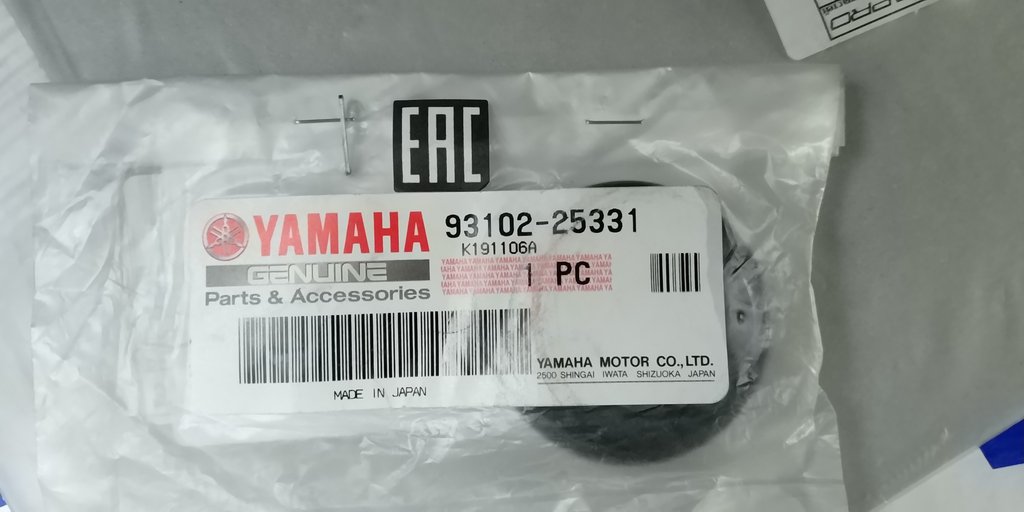 PRO
EAC
YAMAHA
GENUINE
Parts & Accessories
93102-25331
K191106A
1 PC
MADE IN JAPAN
YAMAHA MOTOR CO.,LTD.
2500 SHINGAI IWATA SHIZUOKA JAPAN